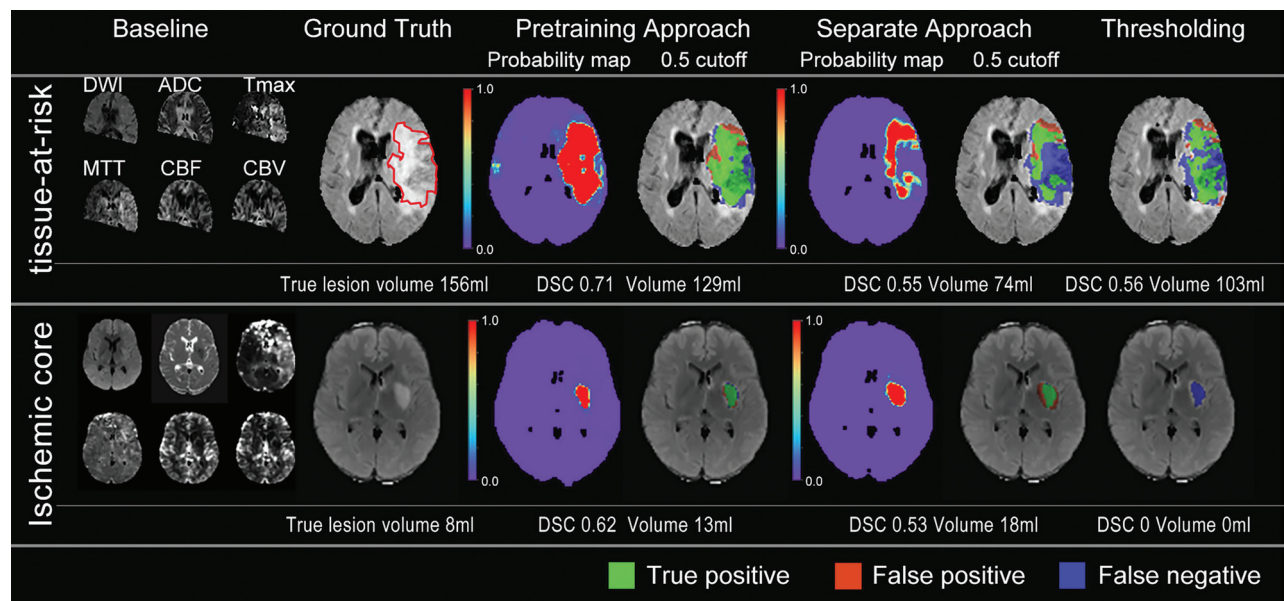 Baseline Ground Truth Pretraining Approach Separate Approach Thresholding
Probability map 0.5 cutoff Probability map 0.5 cutoff
tissue-at-risk
DWI ADC Tmax
MTT CBF CBV
1.0
0.0
1.0
0.0
True lesion volume 156ml DSC 0.71 Volume 129ml DSC 0.55 Volume 74ml DSC 0.56 Volume 103ml
Ischemic core
1.0
0.0
1.0
0.0
True lesion volume 8ml DSC 0.62 Volume 13ml DSC 0.53 Volume 18ml DSC 0 Volume 0ml
True positive False positive False negative